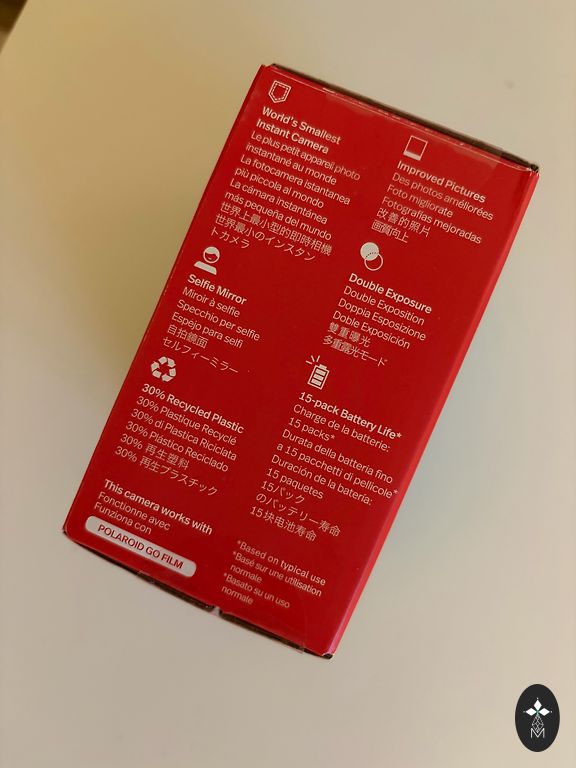 World's Smallest
Instant Camera
Le plus petit appareil photo
instantané au monde
La fotocamera istantanea
più piccola al mondo
La cámara instantánea
más pequeña del mundo
世界上最小型的即時相機
世界最小のインスタン
トカメラ
Improved Pictures
Des photos améliorées
Foto migliorate
Fotografías mejoradas
改善的照片
画質向上
Selfie Mirror
Miroir à selfie
Specchio per selfie
Espejo para selfi
自拍鏡面
セルフィーミラー
Double Exposure
Double Exposition
Doppia Esposizione
Doble Exposición
雙重曝光
多重露光モード
30% Recycled Plastic
30% Plastique Recyclé
30% di Plastica Riciclata
30% Plástico Reciclado
30% 再生塑料
30% 再生プラスチック
15-pack Battery Life*
Charge de la batterie:
15 packs*
Durata della batteria fino
a 15 pacchetti di pellicole*
Duración de la batería:
15 paquetes
15パック
のバッテリー寿命
15块电池寿命
This camera works with
Fonctionne avec
Funziona con
POLAROID GO FILM
*Based on typical use
*Basé sur une utilisation
normale
*Basato su un uso
normale
M